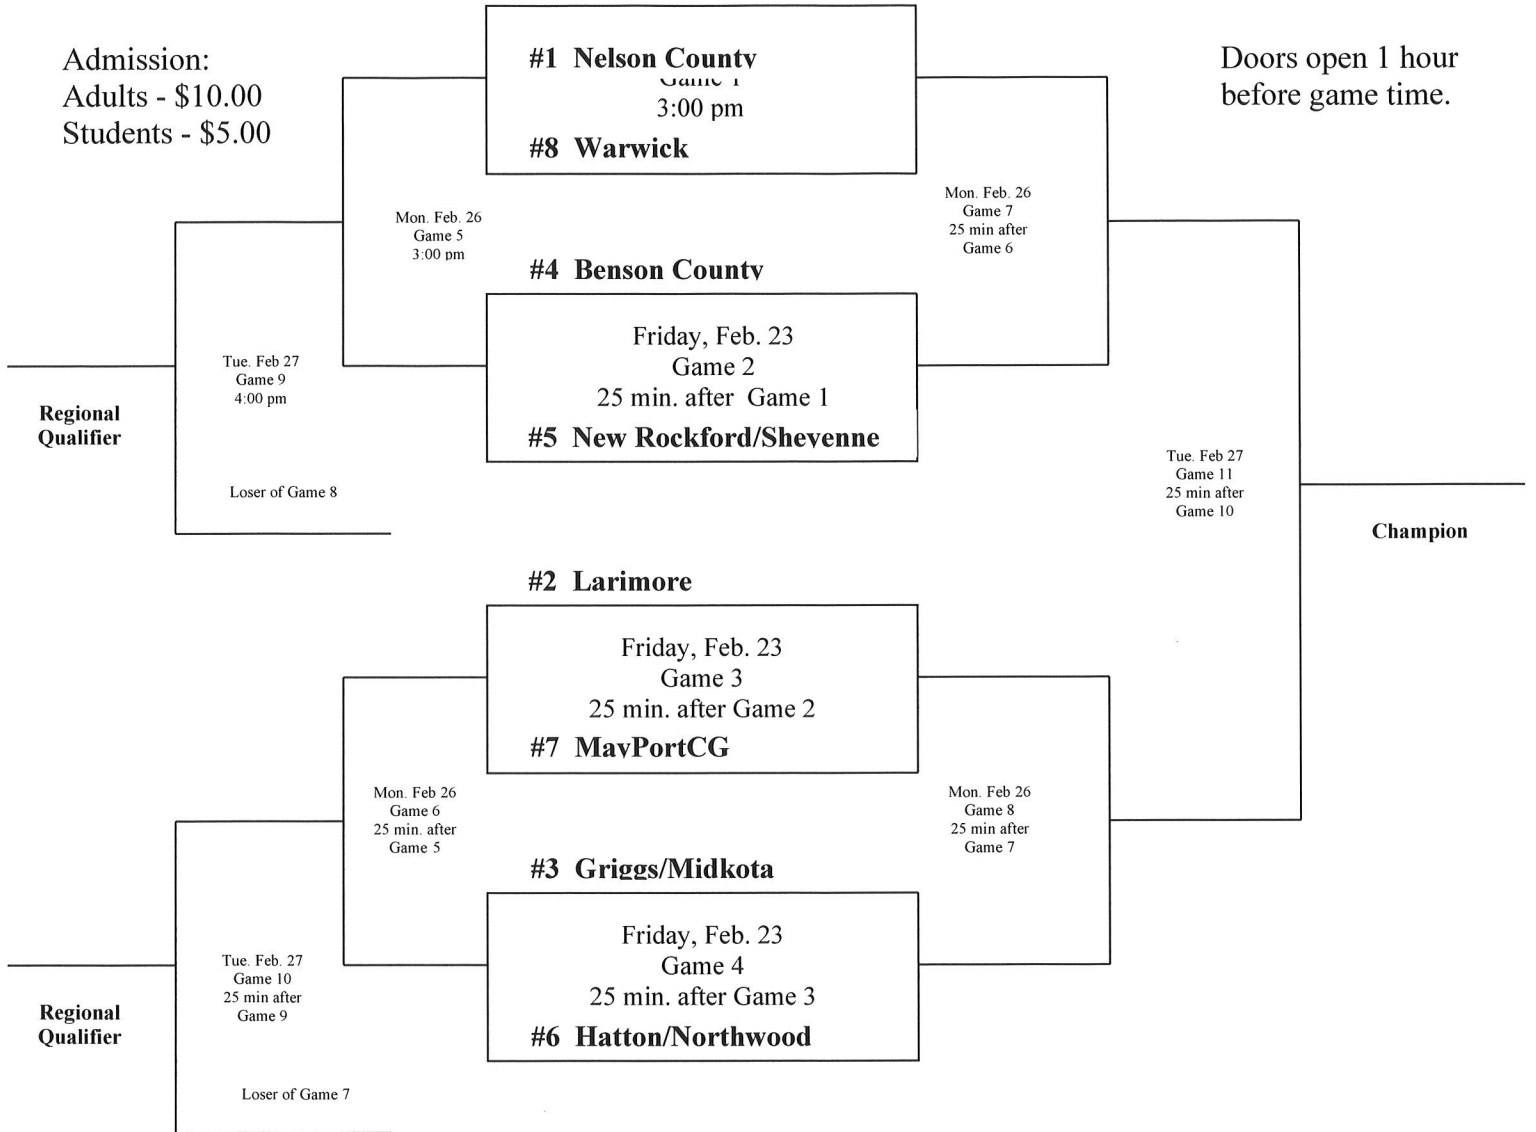 Admission:
Adults - $10.00
Students - $5.00
Doors open 1 hour
before game time.
#1 Nelson County
Game 1
3:00 pm
#8 Warwick
Mon. Feb. 26
Game 5
3:00 pm
Mon. Feb. 26
Game 7
25 min after
Game 6
#4 Benson County
Friday, Feb. 23
Game 2
25 min. after Game 1
#5 New Rockford/Sheyenne
Tue. Feb 27
Game 9
4:00 pm
Regional
Qualifier
Loser of Game 8
Tue. Feb 27
Game 11
25 min after
Game 10
Champion
#2 Larimore
Friday, Feb. 23
Game 3
25 min. after Game 2
#7 MayPortCG
Mon. Feb 26
Game 6
25 min. after
Game 5
Mon. Feb 26
Game 8
25 min after
Game 7
#3 Griggs/Midkota
Friday, Feb. 23
Game 4
25 min. after Game 3
#6 Hatton/Northwood
Tue. Feb. 27
Game 10
25 min after
Game 9
Regional
Qualifier
Loser of Game 7